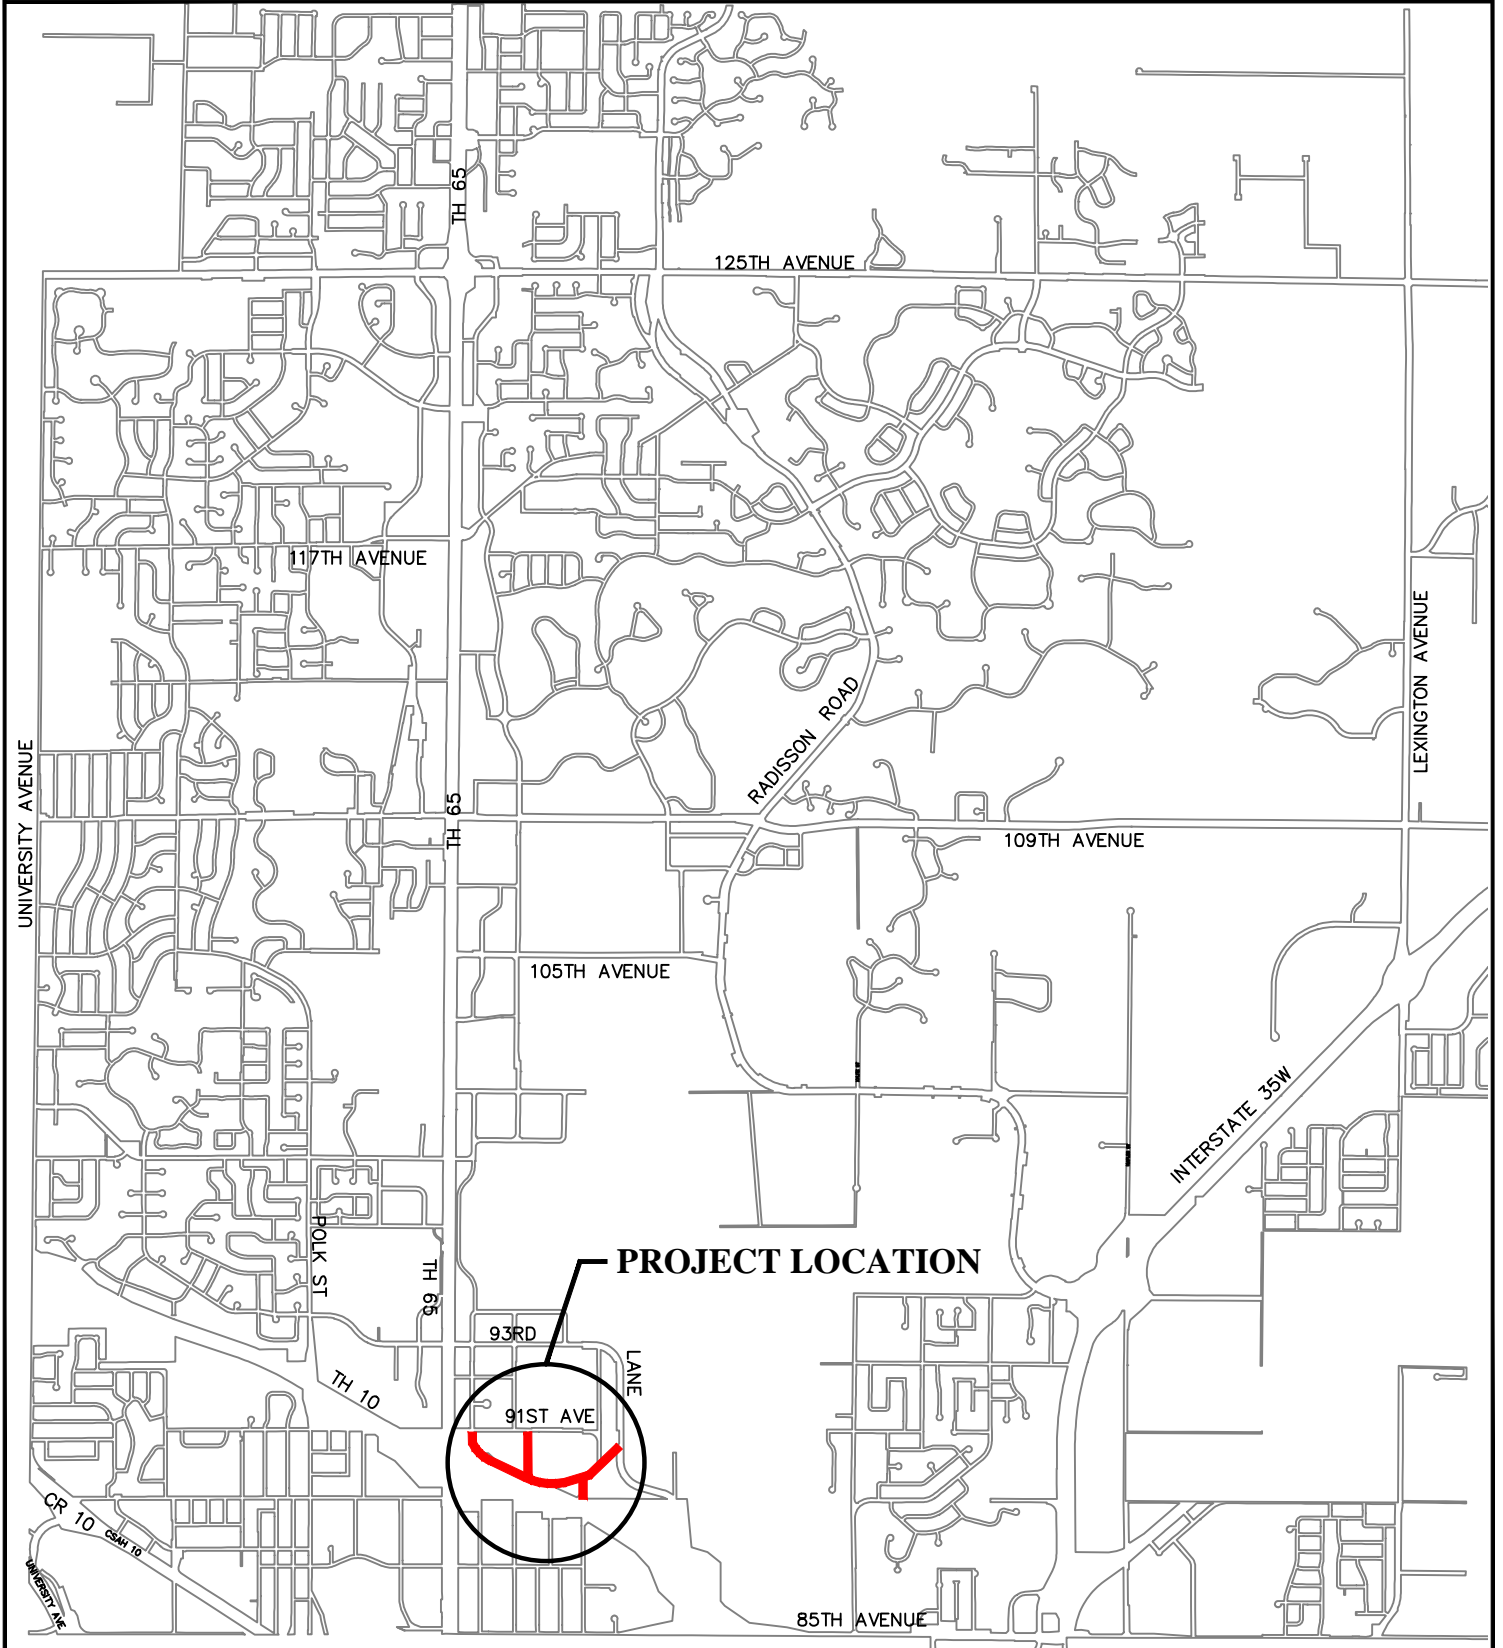 TH 65
125TH AVENUE
117TH AVENUE
LEXINGTON AVENUE
RADISSON ROAD
UNIVERSITY AVENUE
TH 65
109TH AVENUE
105TH AVENUE
INTERSTATE 35W
POLK ST
TH 65
PROJECT LOCATION
93RD
LANE
TH 10
91ST AVE
CR 10
CSAH 10
UNIVERSITY AVE
85TH AVENUE